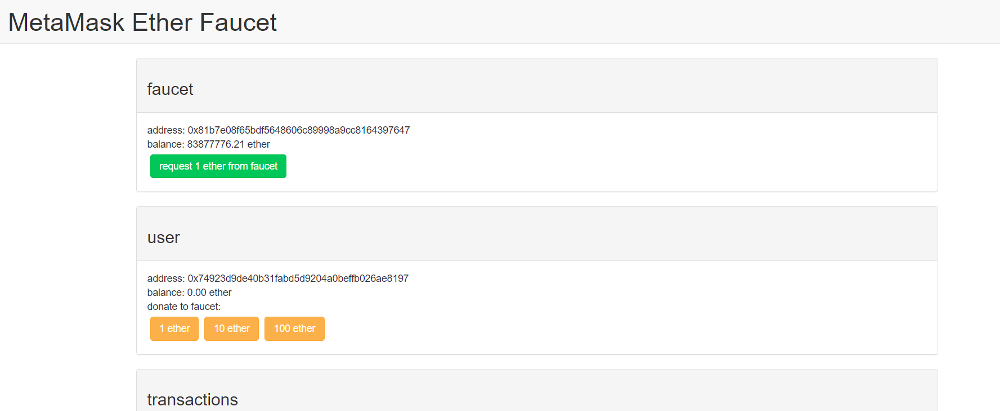 MetaMask Ether Faucet
faucet
address: 0x81b7e08f65bdf5648606c89998a9cc8164397647
balance: 83877776.21 ether
request 1 ether from faucet
user
address: 0x74923d9de40b31fabd5d9204a0beffb026ae8197
balance: 0.00 ether
donate to faucet:
1 ether 10 ether 100 ether
transactions